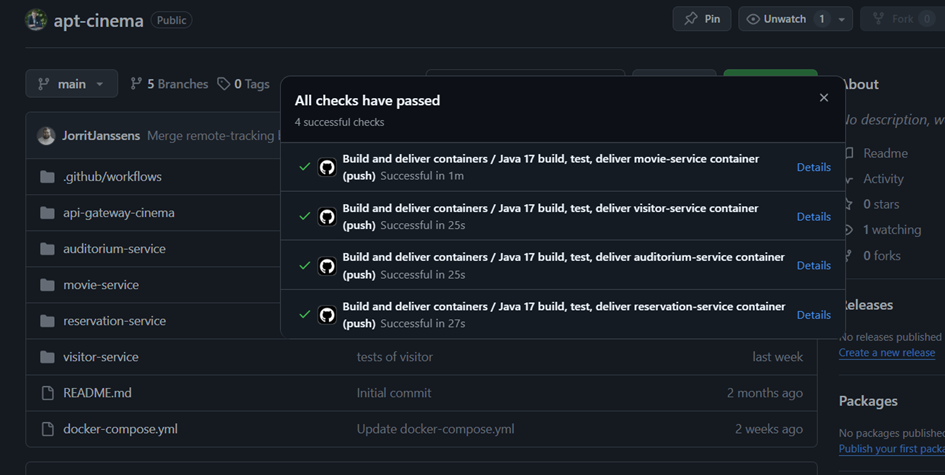 apt-cinema Public Pin Unwatch 1 Fork 0
main 5 Branches 0 Tags
About
All checks have passed
4 successful checks
No description, w
JorritJanssens Merge remote-tracking
Build and deliver containers / Java 17 build, test, deliver movie-service container
(push) Successful in 1m
Details
Build and deliver containers / Java 17 build, test, deliver visitor-service container
(push) Successful in 25s
Details
Build and deliver containers / Java 17 build, test, deliver auditorium-service container
(push) Successful in 25s
Details
Build and deliver containers / Java 17 build, test, deliver reservation-service container
(push) Successful in 27s
Details
.github/workflows
api-gateway-cinema
auditorium-service
movie-service
reservation-service
visitor-service tests of visitor last week
README.md Initial commit 2 months ago
docker-compose.yml Update docker-compose.yml 2 weeks ago
Readme
Activity
0 stars
1 watching
0 forks
Releases
No releases published
Create a new release
Packages
No packages published
Publish your first packa